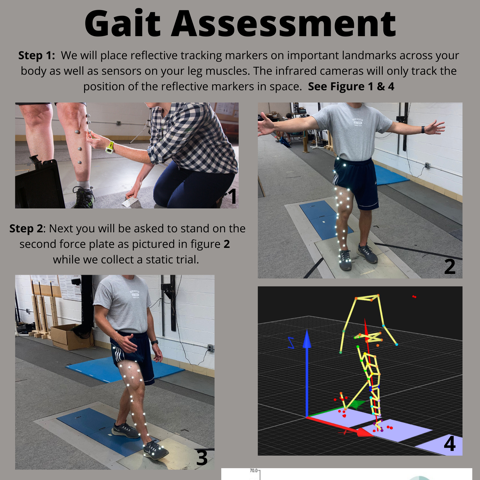 Gait Assessment
Step 1: We will place reflective tracking markers on important landmarks across your
body as well as sensors on your leg muscles. The infrared cameras will only track the
position of the reflective markers in space. See Figure 1 & 4
1
Step 2: Next you will be asked to stand on the
second force plate as pictured in figure 2
while we collect a static trial.
2
3
Z
4
70.0